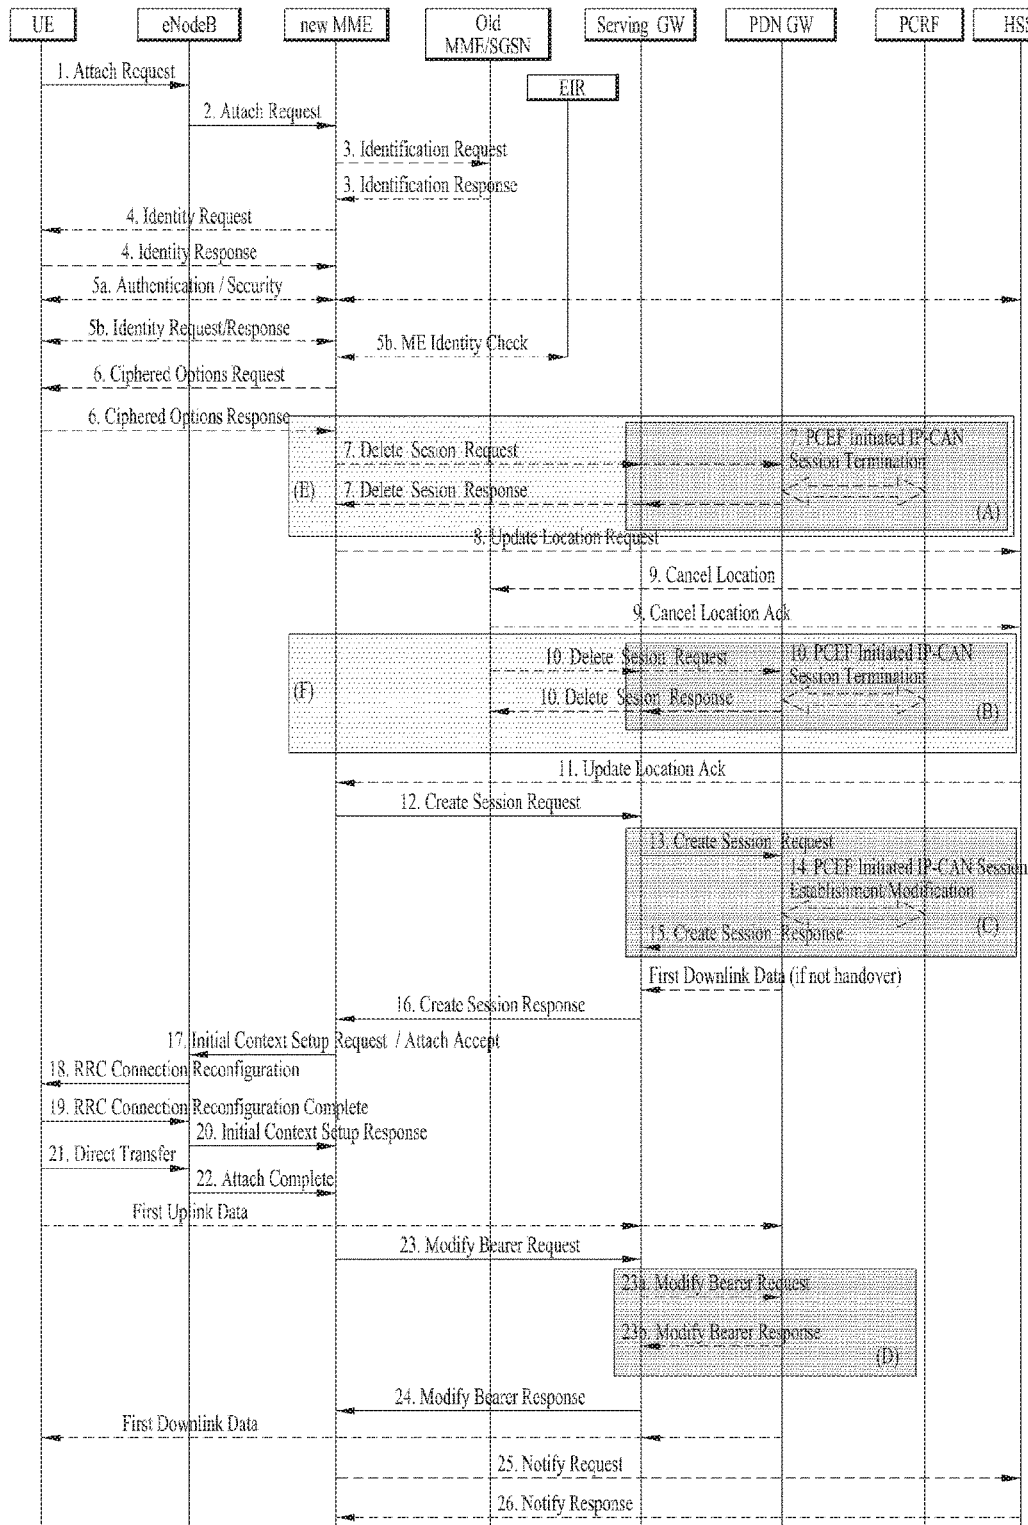 UE
eNodeB
new MME
Old
MME/SGSN
Serving GW
PDN GW
PCRF
HSS
EIR
1. Attach Request
2. Attach Request
3. Identification Request
3. Identification Response
4. Identity Request
4. Identity Response
5a. Authentication / Security
5b. Identity Request/Response
5b. ME Identity Check
6. Ciphered Options Request
6. Ciphered Options Response
7. Delete Sesion Request
7. PCEF Initiated IP-CAN
Session Termination
(E)
7. Delete Sesion Response
(A)
8. Update Location Request
9. Cancel Location
9. Cancel Location Ack
10. Delete Sesion Request
10. PCEF Initiated IP-CAN
Session Termination
(F)
10. Delete Sesion Response
(B)
11. Update Location Ack
12. Create Session Request
13. Create Session Request
14. PCEF Initiated IP-CAN Session
Establishment/Modification
(C)
15. Create Session Response
First Downlink Data (if not handover)
16. Create Session Response
17. Initial Context Setup Request / Attach Accept
18. RRC Connection Reconfiguration
19. RRC Connection Reconfiguration Complete
20. Initial Context Setup Response
21. Direct Transfer
22. Attach Complete
First Uplink Data
23. Modify Bearer Request
23a. Modify Bearer Request
23b. Modify Bearer Response
(D)
24. Modify Bearer Response
First Downlink Data
25. Notify Request
26. Notify Response